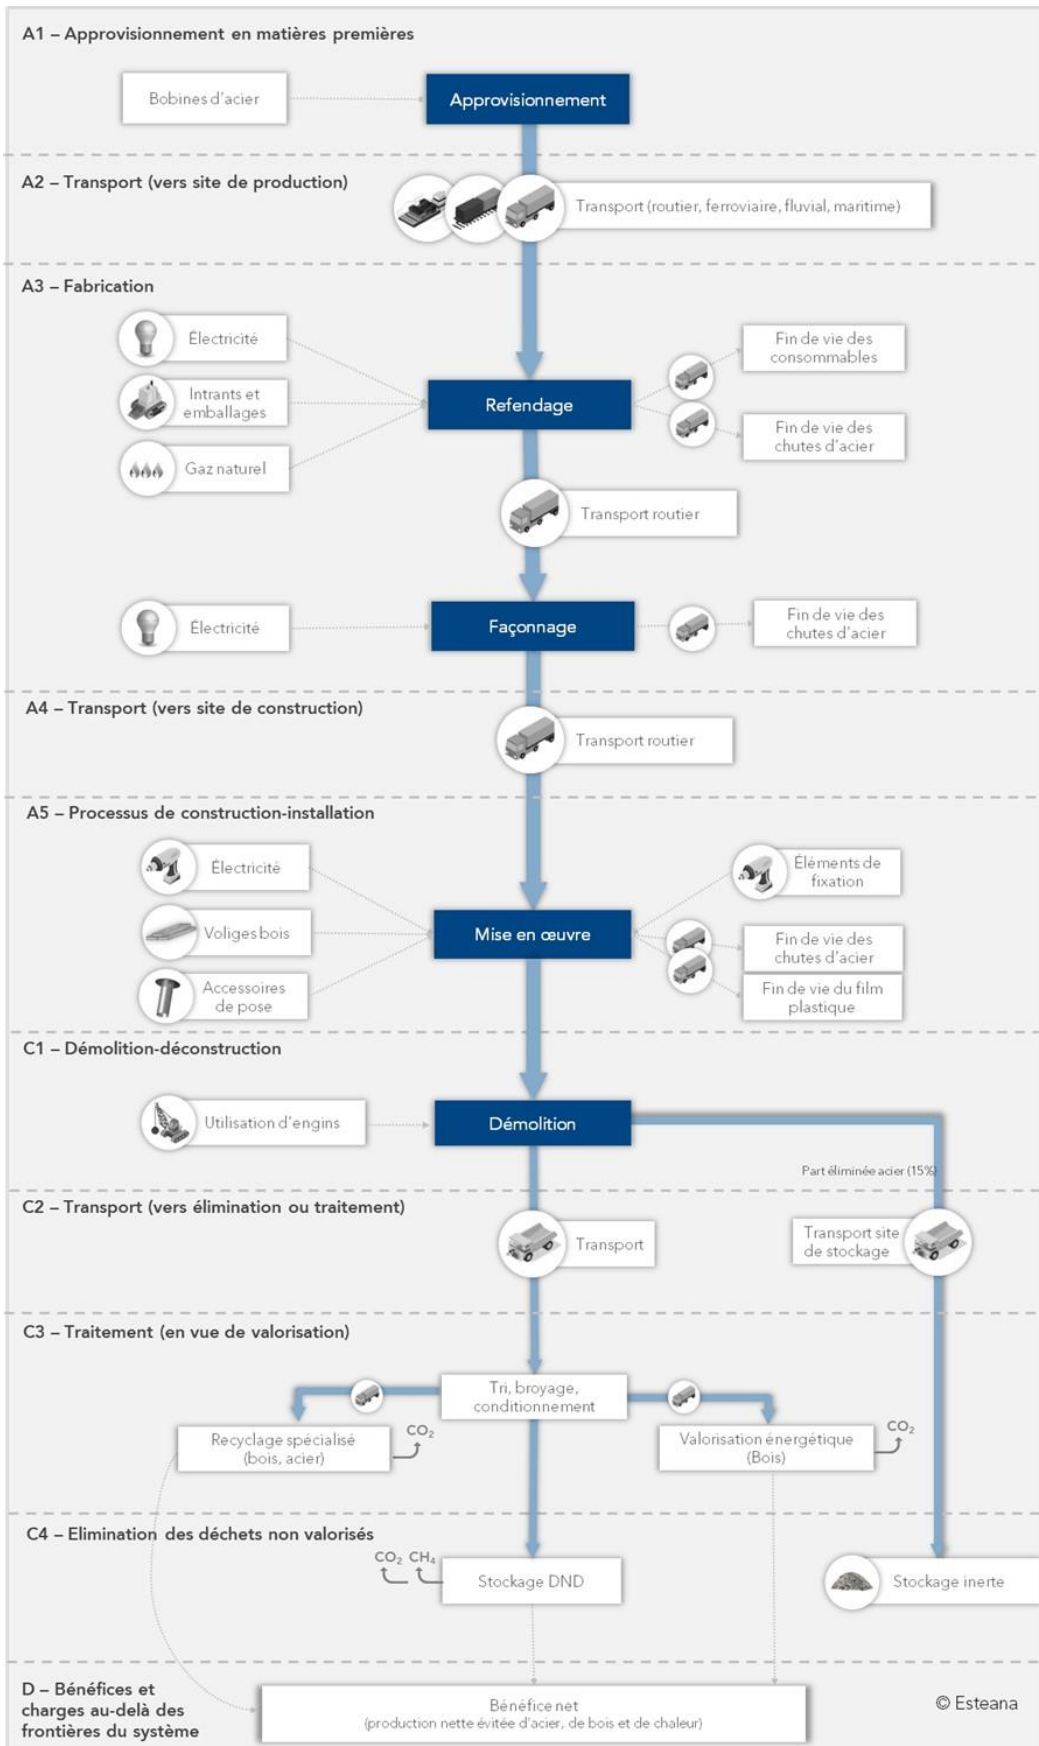 A1 – Approvisionnement en matières premières
Bobines d'acier
Approvisionnement
A2 – Transport (vers site de production)
Transport (routier, ferroviaire, fluvial, maritime)
A3 – Fabrication
Électricité
Intrants et
emballages
Gaz naturel
Refendage
Fin de vie des
consommables
Fin de vie des
chutes d'acier
Transport routier
Électricité
Façonnage
Fin de vie des
chutes d'acier
A4 – Transport (vers site de construction)
Transport routier
A5 – Processus de construction-installation
Électricité
Voliges bois
Accessoires
de pose
Mise en œuvre
Éléments de
fixation
Fin de vie des
chutes d'acier
Fin de vie du film
plastique
C1 – Démolition-déconstruction
Utilisation d'engins
Démolition
Part éliminée acier (15%)
C2 – Transport (vers élimination ou traitement)
Transport
Transport site
de stockage
C3 – Traitement (en vue de valorisation)
Tri, broyage,
conditionnement
Recyclage spécialisé
(bois, acier)
CO₂
Valorisation énergétique
(Bois)
CO₂
C4 – Elimination des déchets non valorisés
CO₂ CH₄
Stockage DND
Stockage inerte
D – Bénéfices et
charges au-delà des
frontières du système
Bénéfice net
(production nette évitée d'acier, de bois et de chaleur)
© Esteana